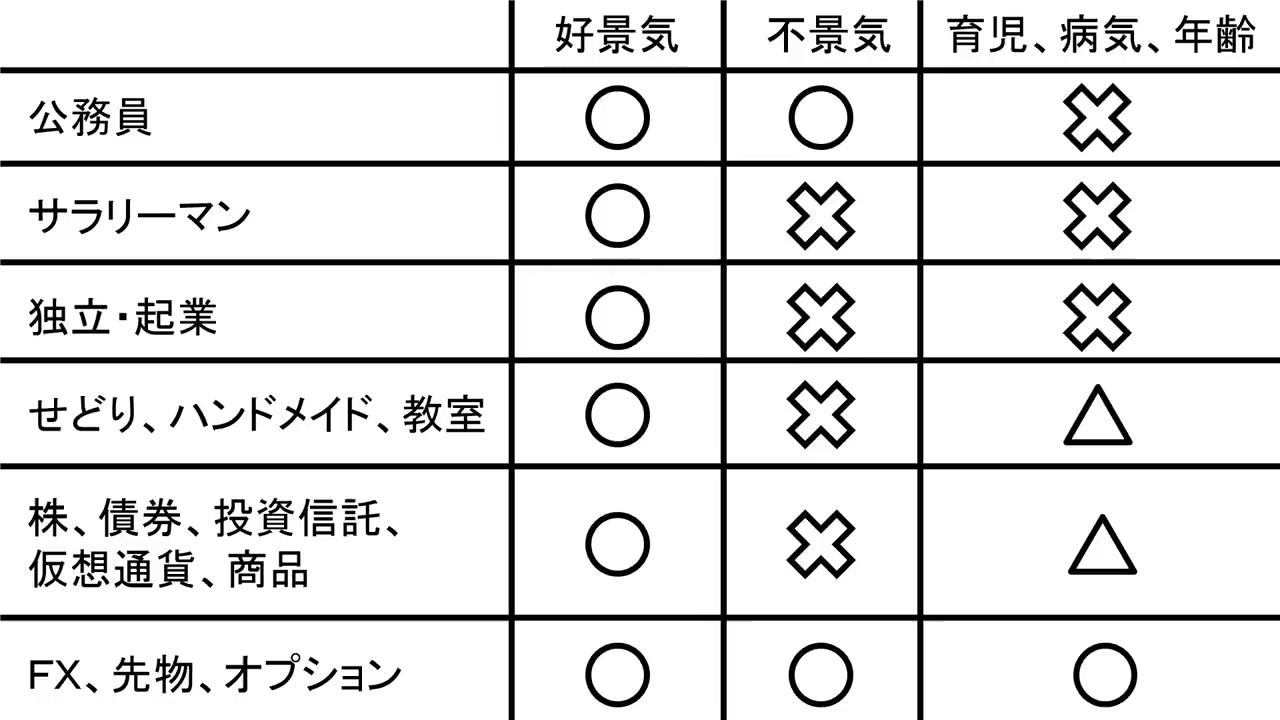 好景気 不景気 育児、病気、年齢
公務員 ○ ○ ✖
サラリーマン ○ ✖ ✖
独立・起業 ○ ✖ ✖
せどり、ハンドメイド、教室 ○ ✖ △
株、債券、投資信託、
仮想通貨、商品 ○ ✖ △
FX、先物、オプション ○ ○ ○